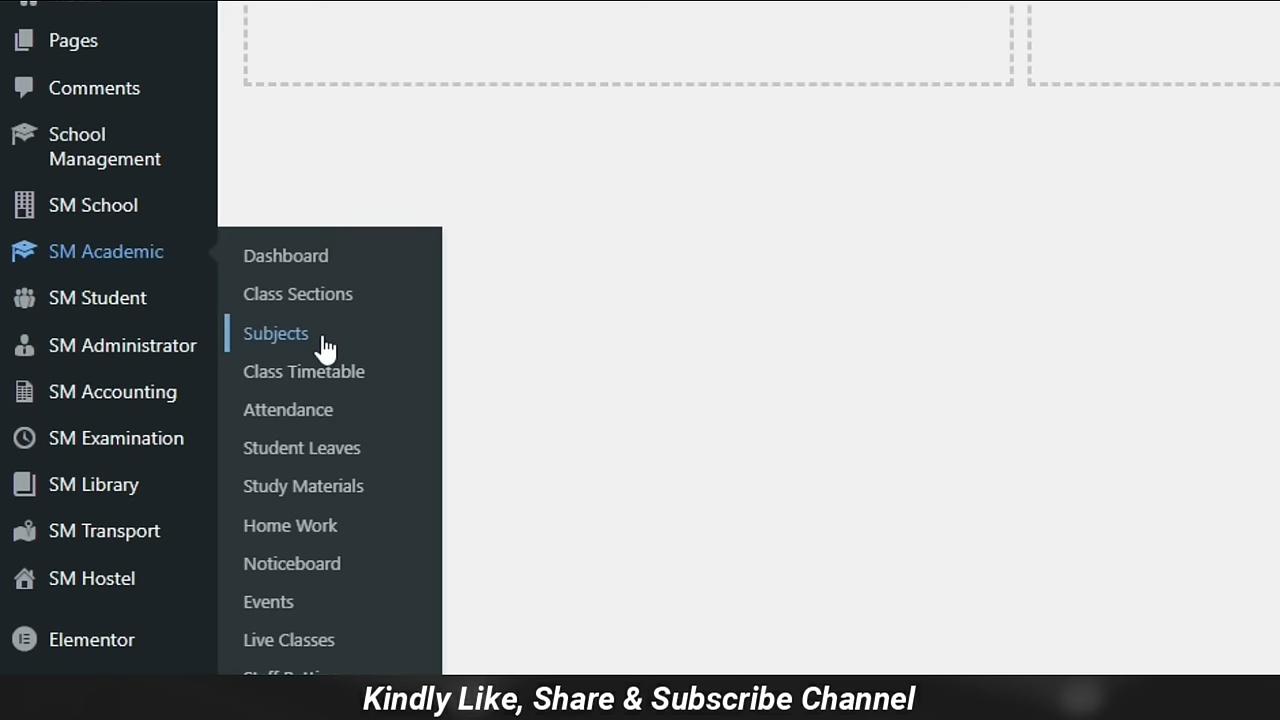 Pages
Comments
School
Management
SM School
SM Academic
SM Student
SM Administrator
SM Accounting
SM Examination
SM Library
SM Transport
SM Hostel
Elementor
Dashboard
Class Sections
Subjects
Class Timetable
Attendance
Student Leaves
Study Materials
Home Work
Noticeboard
Events
Live Classes
Kindly Like, Share & Subscribe Channel